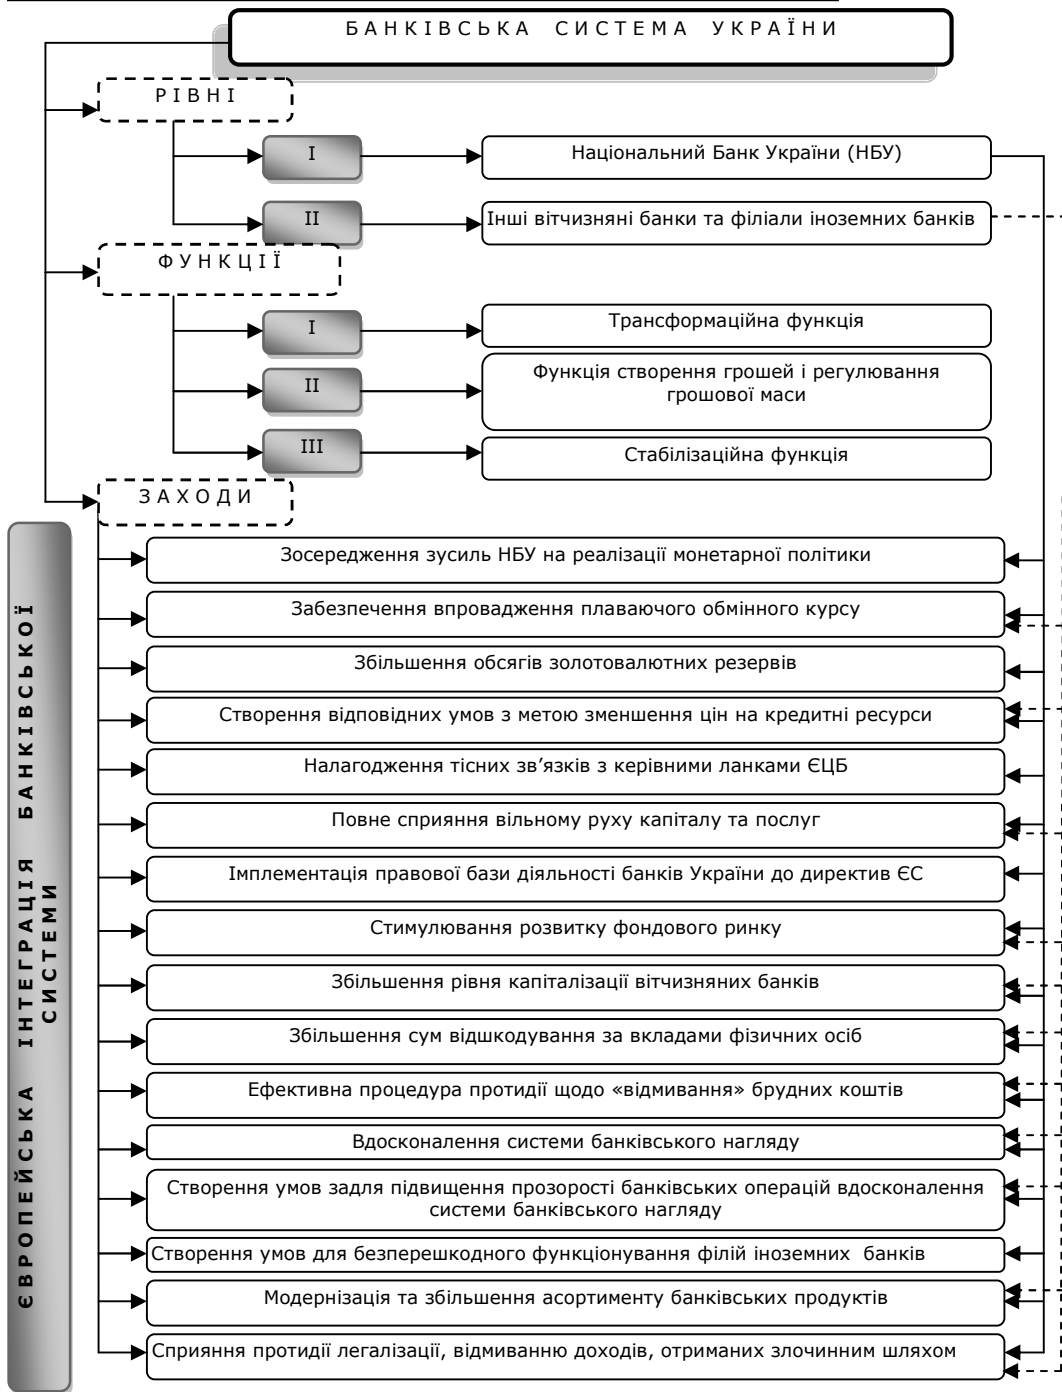 БАНКІВСЬКА СИСТЕМА УКРАЇНИ
РІВНІ
I
Національний Банк України (НБУ)
II
Інші вітчизняні банки та філіали іноземних банків
ФУНКЦІЇ
I
Трансформаційна функція
II
Функція створення грошей і регулювання
грошової маси
III
Стабілізаційна функція
ЗАХОДИ
ЄВРОПЕЙСЬКА ІНТЕГРАЦІЯ БАНКІВСЬКОЇ
СИСТЕМИ
Зосередження зусиль НБУ на реалізації монетарної політики
Забезпечення впровадження плаваючого обмінного курсу
Збільшення обсягів золотовалютних резервів
Створення відповідних умов з метою зменшення цін на кредитні ресурси
Налагодження тісних зв’язків з керівними ланками ЄЦБ
Повне сприяння вільному руху капіталу та послуг
Імплементація правової бази діяльності банків України до директив ЄС
Стимулювання розвитку фондового ринку
Збільшення рівня капіталізації вітчизняних банків
Збільшення сум відшкодування за вкладами фізичних осіб
Ефективна процедура протидії щодо «відмивання» брудних коштів
Вдосконалення системи банківського нагляду
Створення умов задля підвищення прозорості банківських операцій вдосконалення
системи банківського нагляду
Створення умов для безперешкодного функціонування філій іноземних банків
Модернізація та збільшення асортименту банківських продуктів
Сприяння протидії легалізації, відмиванню доходів, отриманих злочинним шляхом